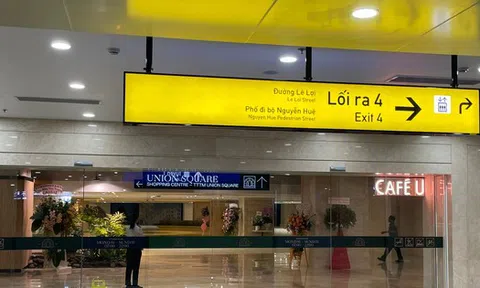 Đường Lê Lợi
Le Loi Street
Phố đi bộ Nguyễn Huệ
Nguyen Hue Pedestrian Street
Lối ra 4
Exit 4
UNION SQUARE
SHOPPING CENTRE - TTTM UNION SQUARE
CAFÉ U